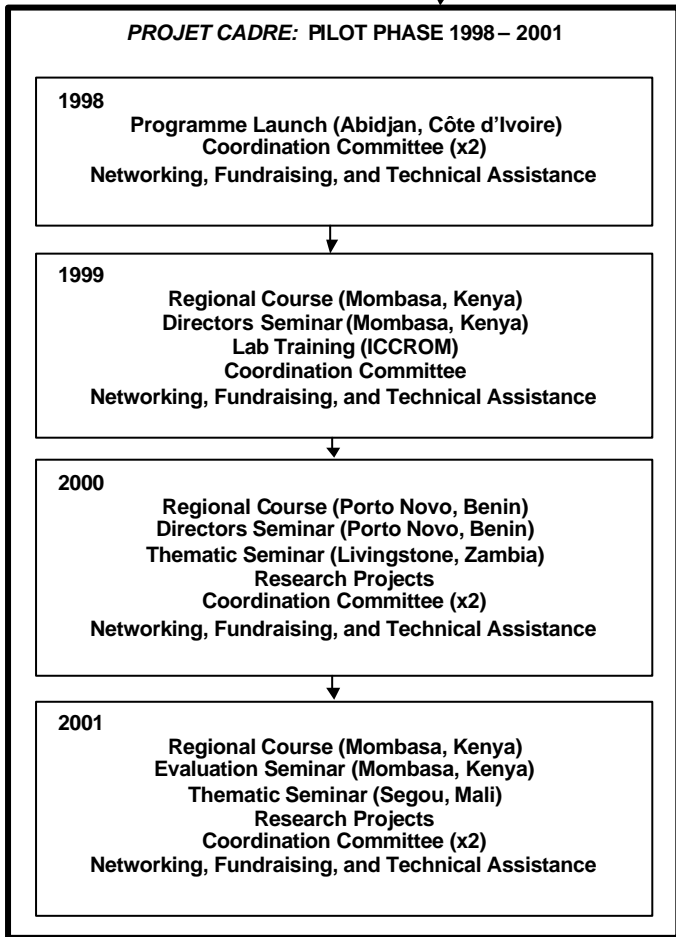 PROJET CADRE: PILOT PHASE 1998 – 2001
1998
Programme Launch (Abidjan, Côte d'Ivoire)
Coordination Committee (x2)
Networking, Fundraising, and Technical Assistance
1999
Regional Course (Mombasa, Kenya)
Directors Seminar (Mombasa, Kenya)
Lab Training (ICCROM)
Coordination Committee
Networking, Fundraising, and Technical Assistance
2000
Regional Course (Porto Novo, Benin)
Directors Seminar (Porto Novo, Benin)
Thematic Seminar (Livingstone, Zambia)
Research Projects
Coordination Committee (x2)
Networking, Fundraising, and Technical Assistance
2001
Regional Course (Mombasa, Kenya)
Evaluation Seminar (Mombasa, Kenya)
Thematic Seminar (Segou, Mali)
Research Projects
Coordination Committee (x2)
Networking, Fundraising, and Technical Assistance